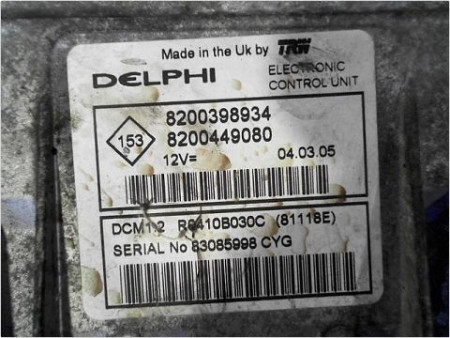 Made in the Uk by TRW
DELPHI ELECTRONIC CONTROL UNIT
153
8200398934
8200449080
12V= 04.03.05
DCM1.2 R0410B030C (81118E)
SERIAL No 83085998 CYG